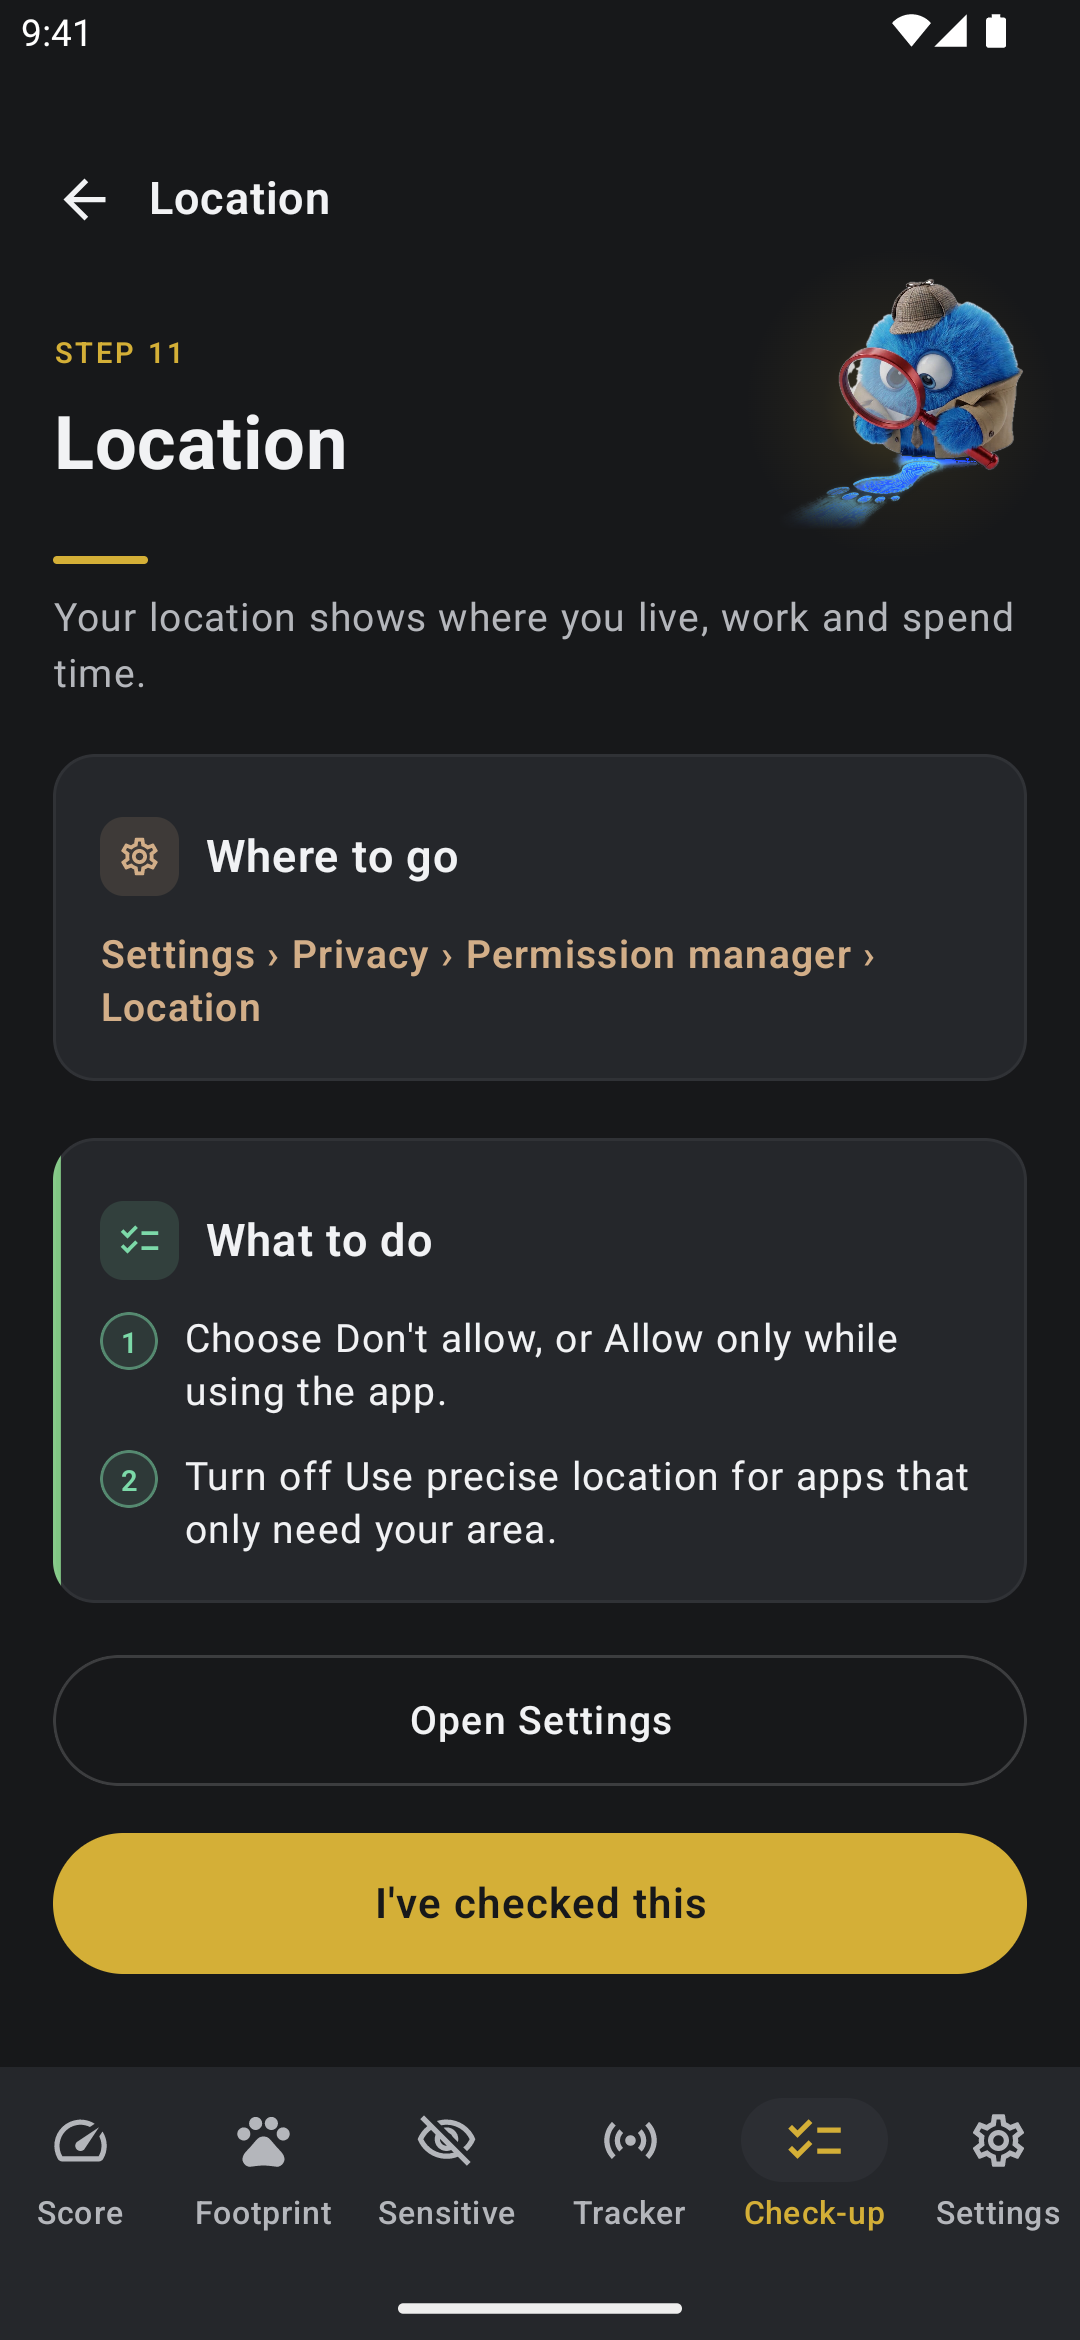 9:41
Location
STEP 11
Location
Your location shows where you live, work and spend
time.
Where to go
Settings › Privacy › Permission manager ›
Location
What to do
1 Choose Don't allow, or Allow only while
using the app.
2 Turn off Use precise location for apps that
only need your area.
Open Settings
I've checked this
Score Footprint Sensitive Tracker Check-up Settings